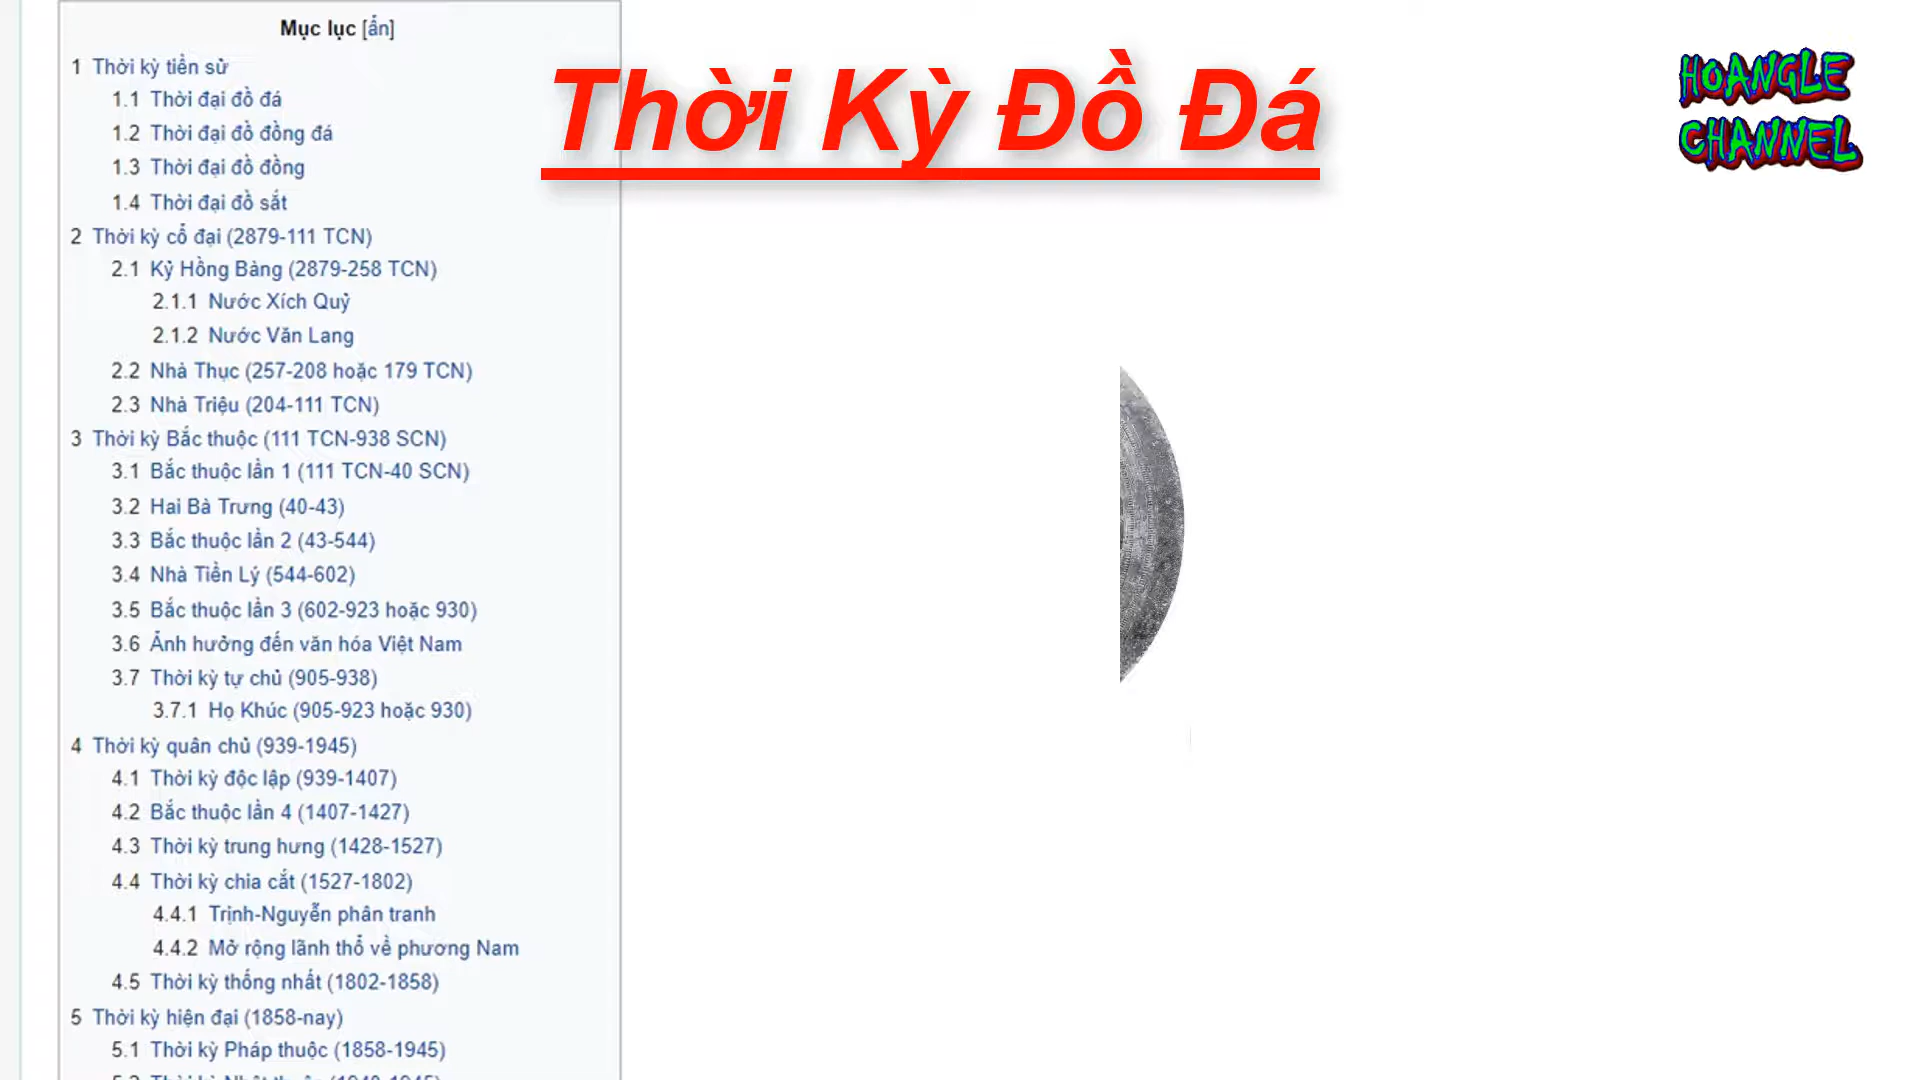 Mục lục [ẩn]
1 Thời kỳ tiền sử
1.1 Thời đại đồ đá
1.2 Thời đại đồ đồng đá
1.3 Thời đại đồ đồng
1.4 Thời đại đồ sắt
2 Thời kỳ cổ đại (2879-111 TCN)
2.1 Kỷ Hồng Bàng (2879-258 TCN)
2.1.1 Nước Xích Quỷ
2.1.2 Nước Văn Lang
2.2 Nhà Thục (257-208 hoặc 179 TCN)
2.3 Nhà Triệu (204-111 TCN)
3 Thời kỳ Bắc thuộc (111 TCN-938 SCN)
3.1 Bắc thuộc lần 1 (111 TCN-40 SCN)
3.2 Hai Bà Trưng (40-43)
3.3 Bắc thuộc lần 2 (43-544)
3.4 Nhà Tiền Lý (544-602)
3.5 Bắc thuộc lần 3 (602-923 hoặc 930)
3.6 Ảnh hưởng đến văn hóa Việt Nam
3.7 Thời kỳ tự chủ (905-938)
3.7.1 Họ Khúc (905-923 hoặc 930)
4 Thời kỳ quân chủ (939-1945)
4.1 Thời kỳ độc lập (939-1407)
4.2 Bắc thuộc lần 4 (1407-1427)
4.3 Thời kỳ trung hưng (1428-1527)
4.4 Thời kỳ chia cắt (1527-1802)
4.4.1 Trịnh-Nguyễn phân tranh
4.4.2 Mở rộng lãnh thổ về phương Nam
4.5 Thời kỳ thống nhất (1802-1858)
5 Thời kỳ hiện đại (1858-nay)
5.1 Thời kỳ Pháp thuộc (1858-1945)
Thời Kỳ Đồ Đá
HOANGLE
CHANNEL